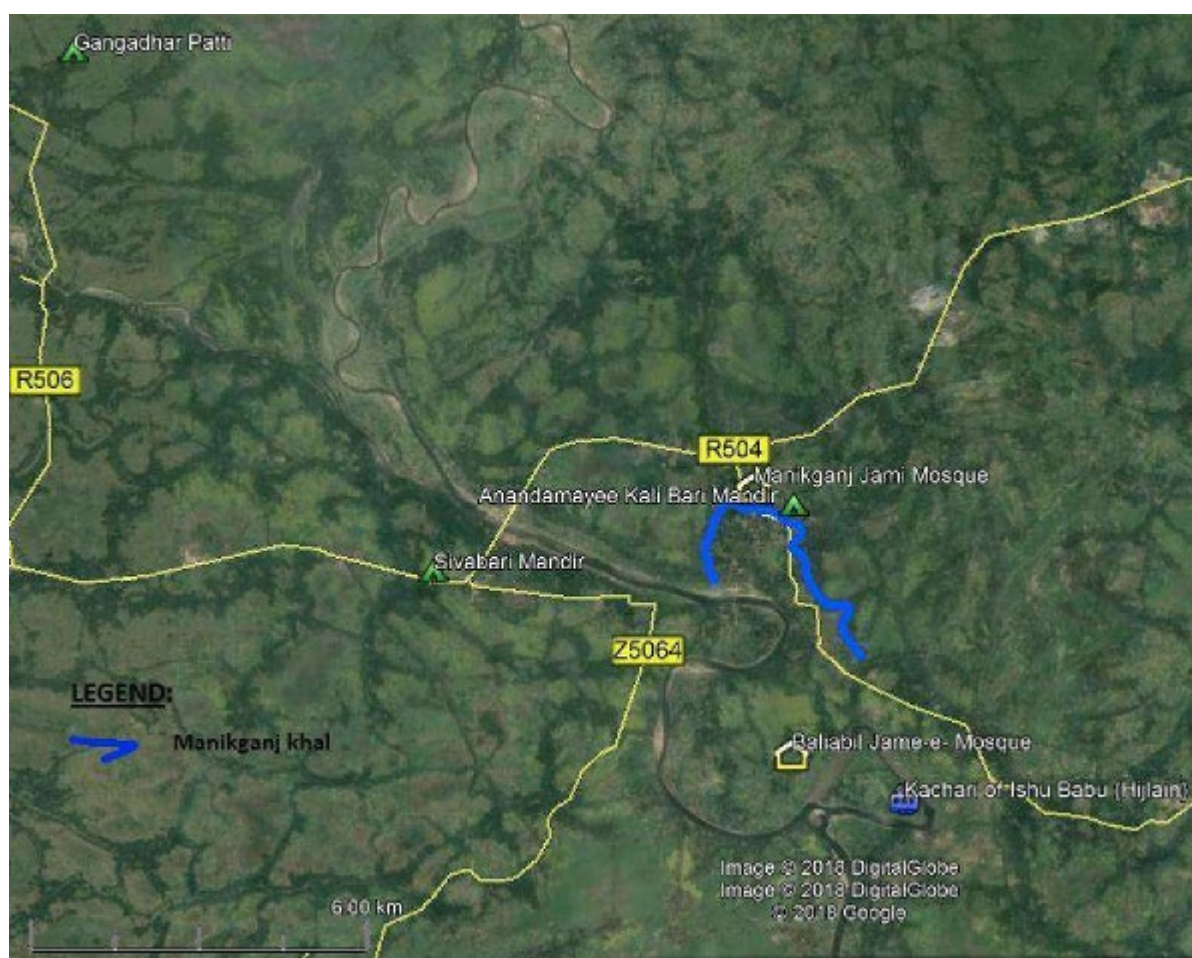 Gangadhar Patti
R506
R504
Manikganj Jami Mosque
Anandamayee Kali Bari Mandir
Sivabari Mandir
Z5064
LEGEND:
Manikganj khal
Baliabil Jame-e- Mosque
Kachari of Ishu Babu (Hijlain)
Image © 2018 DigitalGlobe
Image © 2018 DigitalGlobe
© 2018 Google
6.00 km